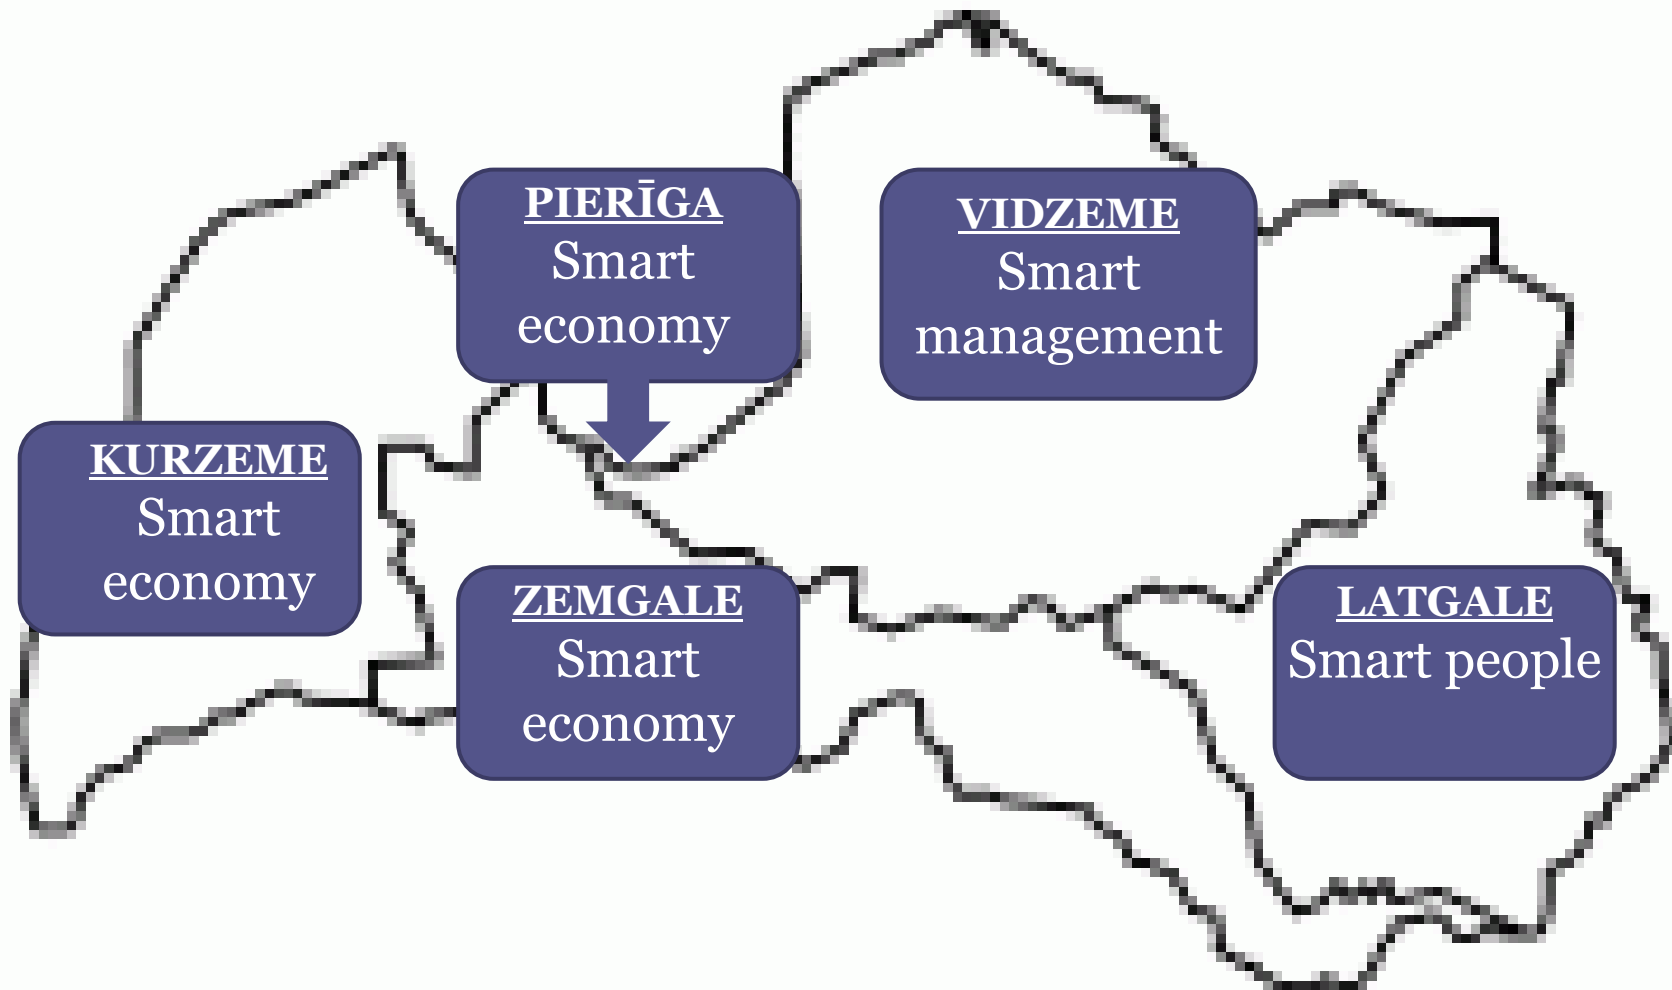 PIERĪGA
Smart
economy
VIDZEME
Smart
management
KURZEME
Smart
economy
ZEMGALE
Smart
economy
LATGALE
Smart people